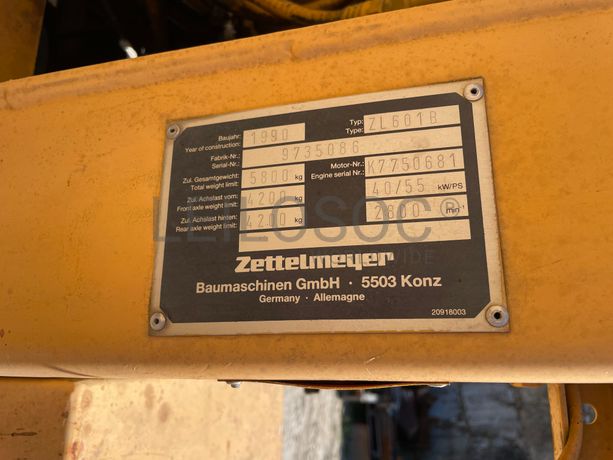 Baujahr: 1990 Typ: ZL601B
Year of construction: Type:
Fabrik-Nr.: 9735086
Serial-Nr.:
Zul. Gesamtgewicht: 5800 kg Motor-Nr.: K7750681
Total weight limit: Engine serial Nr.:
Zul. Achslast vorn: 4200 kg 40/55 kW/PS
Front axle weight limit:
Zul. Achslast hinten: 4200 kg min⁻¹
Rear axle weight limit:
LEILOSOC®
WORLDWIDE
Zettelmeyer
Baumaschinen GmbH · 5503 Konz
Germany · Allemagne
20918003